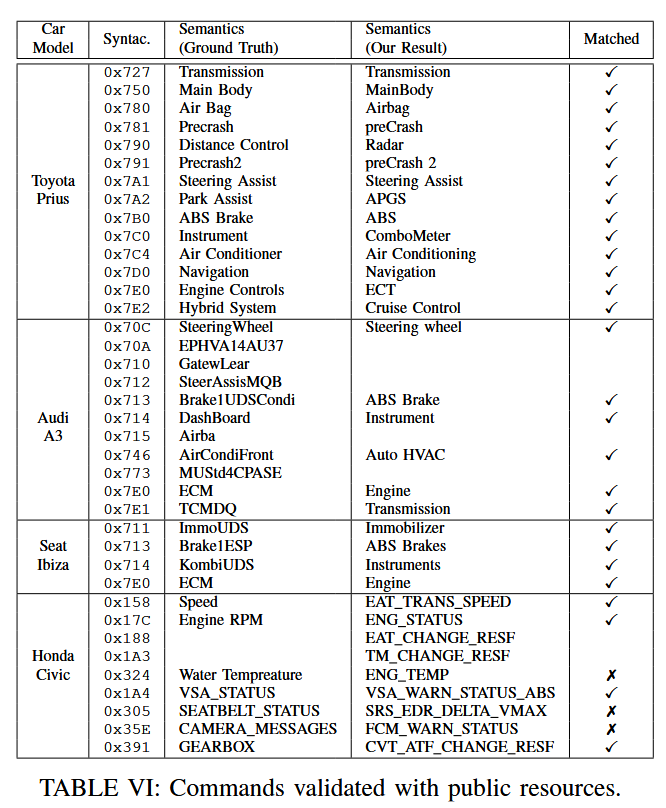 Car Model Syntac. Semantics (Ground Truth) Semantics (Our Result) Matched
0x727 Transmission Transmission ✓
0x750 Main Body MainBody ✓
0x780 Air Bag Airbag ✓
0x781 Precrash preCrash ✓
0x790 Distance Control Radar ✓
0x791 Precrash2 preCrash 2 ✓
Toyota Prius 0x7A1 Steering Assist Steering Assist ✓
0x7A2 Park Assist APGS ✓
0x7B0 ABS Brake ABS ✓
0x7C0 Instrument ComboMeter ✓
0x7C4 Air Conditioner Air Conditioning ✓
0x7D0 Navigation Navigation ✓
0x7E0 Engine Controls ECT ✓
0x7E2 Hybrid System Cruise Control ✓
0x70C SteeringWheel Steering wheel ✓
0x70A EPHVA14AU37
0x710 GatewLear
0x712 SteerAssisMQB
0x713 Brake1UDSCondi ABS Brake ✓
Audi A3 0x714 DashBoard Instrument ✓
0x715 Airba
0x746 AirCondiFront Auto HVAC ✓
0x773 MUStd4CPASE
0x7E0 ECM Engine ✓
0x7E1 TCMDQ Transmission ✓
0x711 ImmoUDS Immobilizer ✓
Seat Ibiza 0x713 Brake1ESP ABS Brakes ✓
0x714 KombiUDS Instruments ✓
0x7E0 ECM Engine ✓
0x158 Speed EAT_TRANS_SPEED ✓
0x17C Engine RPM ENG_STATUS ✓
0x188 EAT_CHANGE_RESF
Honda Civic 0x1A3 TM_CHANGE_RESF
0x324 Water Tempreature ENG_TEMP ✗
0x1A4 VSA_STATUS VSA_WARN_STATUS_ABS ✓
0x305 SEATBELT_STATUS SRS_EDR_DELTA_VMAX ✗
0x35E CAMERA_MESSAGES FCM_WARN_STATUS ✗
0x391 GEARBOX CVT_ATF_CHANGE_RESF ✓
TABLE VI: Commands validated with public resources.